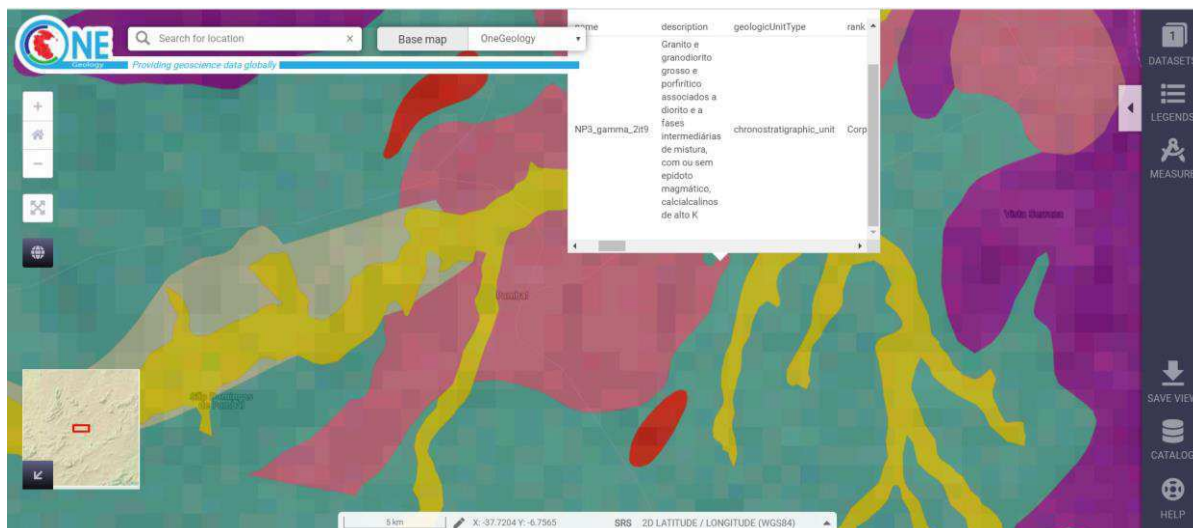 ONE
Geology
Search for location ×
Base map OneGeology
Providing geoscience data globally
name description geologicUnitType rank
Granito e
granodiorito
grosso e
porfirítico
associados a
diorito e a
fases
NP3_gamma_2it9 intermediárias chronostratigraphic_unit Corp
de mistura,
com ou sem
epidoto
magmático,
calcialcalinos
de alto K
1
DATASETS
LEGENDS
MEASURE
Vista Serrana
Pombal
São Domingos
de Pombal
SAVE VIEW
CATALOG
HELP
5 km X: -37.7204 Y: -6.7565 SRS 2D LATITUDE / LONGITUDE (WGS84)